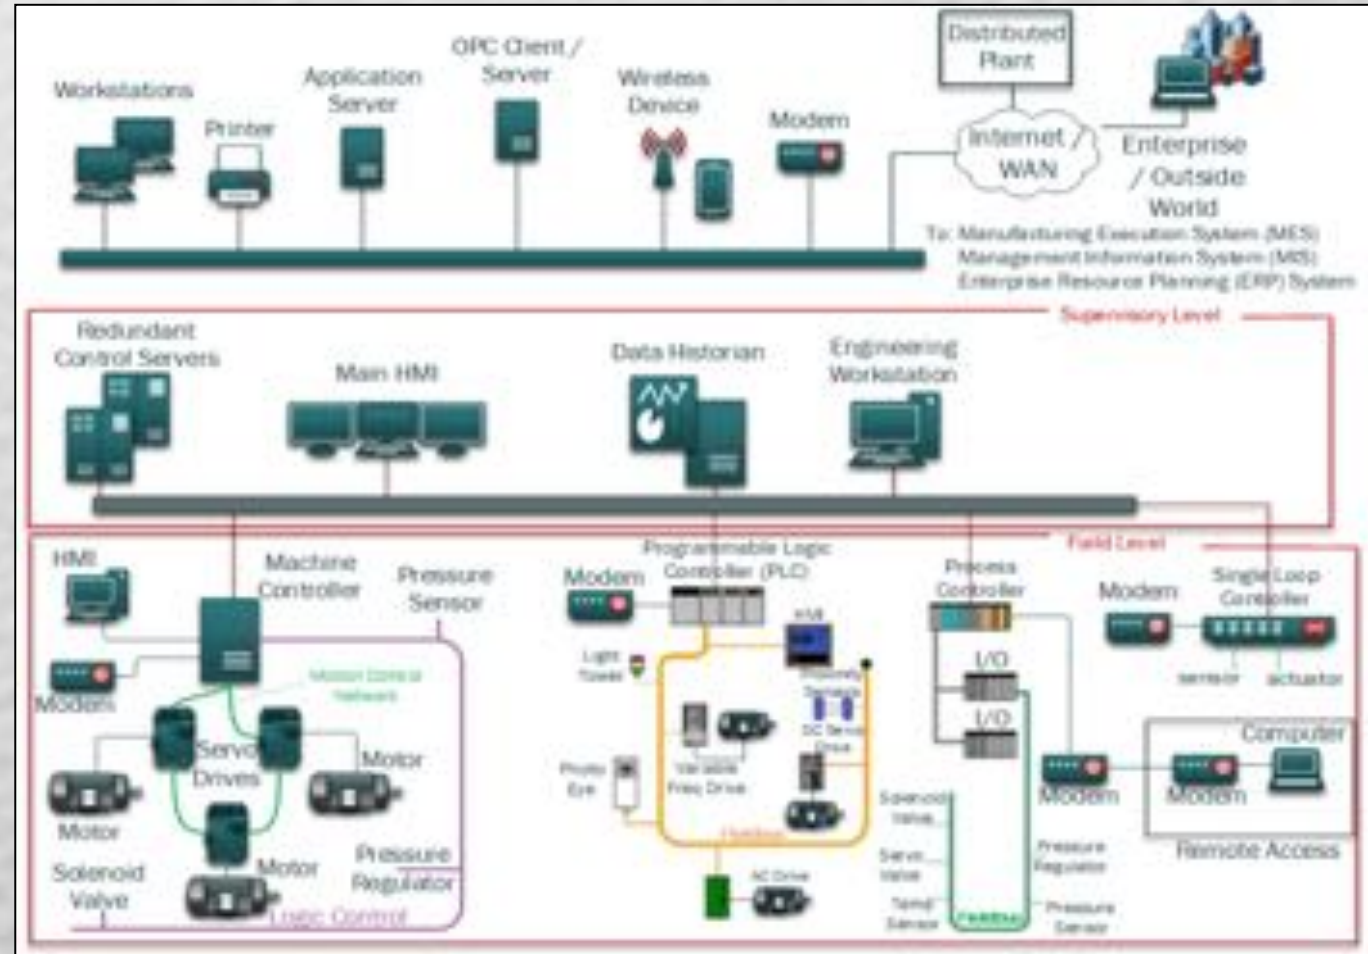 Workstations
Printer
Application
Server
OPC Client /
Server
Wireless
Device
Modem
Distributed
Plant
Internet /
WAN
Enterprise
/ Outside
World
To: Manufacturing Execution System (MES)
Management Information System (MIS)
Enterprise Resource Planning (ERP) System
Supervisory Level
Redundant
Control Servers
Main HMI
Data Historian
Engineering
Workstation
Field Level
HMI
Machine
Controller
Pressure
Sensor
Modem
Motor Control
Network
Servo
Drives
Motor
Motor
Motor
Solenoid
Valve
Pressure
Regulator
Logic Control
Programmable Logic
Controller (PLC)
Modem
HMI
Light
Tower
Proximity
Sensors
DC Servo
Drive
Variable
Freq Drive
Photo
Eye
Fieldbus
AC Drive
Process
Controller
I/O
I/O
Solenoid
Valve
Servo
Valve
Temp
Sensor
Fieldbus
Pressure
Regulator
Pressure
Sensor
Modem
Single Loop
Controller
Modem
sensor
actuator
Computer
Modem
Remote Access